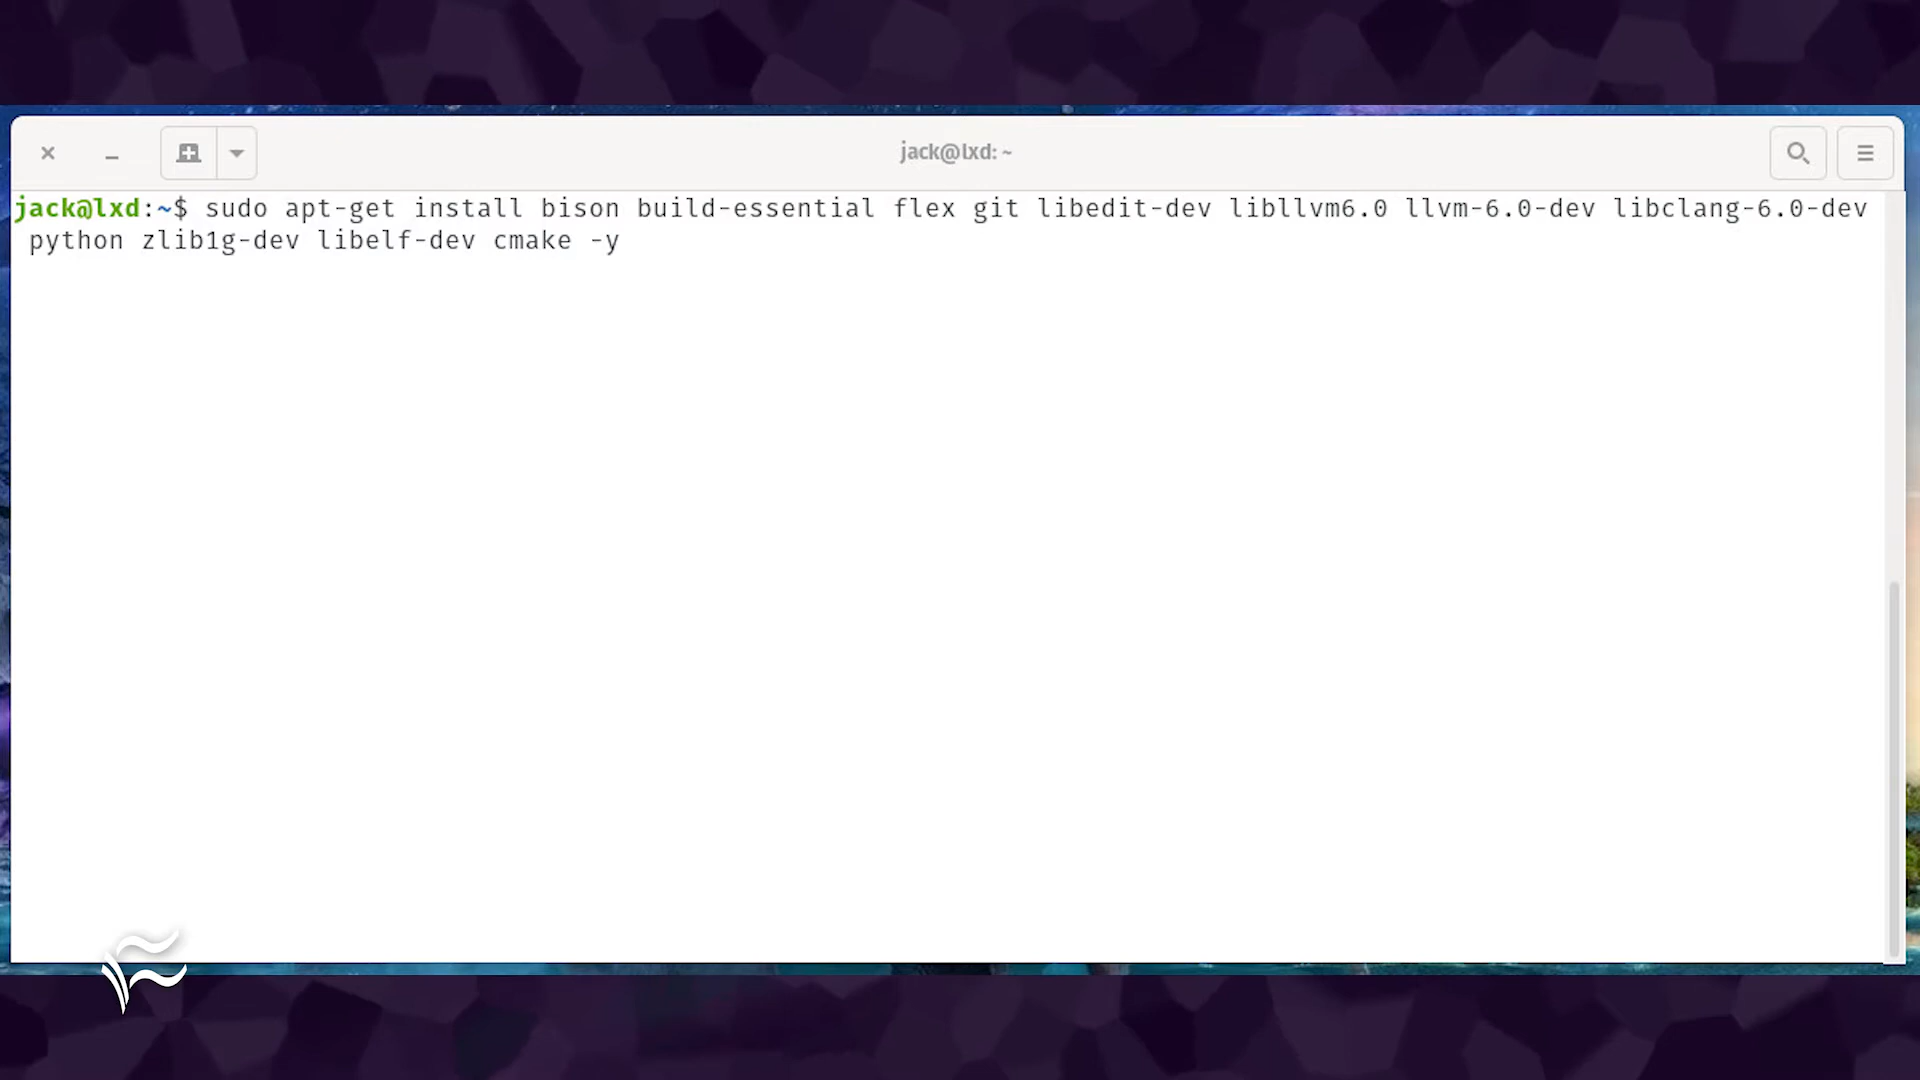 jack@lxd: ~
jack@lxd:~$ sudo apt-get install bison build-essential flex git libedit-dev libllvm6.0 llvm-6.0-dev libclang-6.0-dev
python zlib1g-dev libelf-dev cmake -y